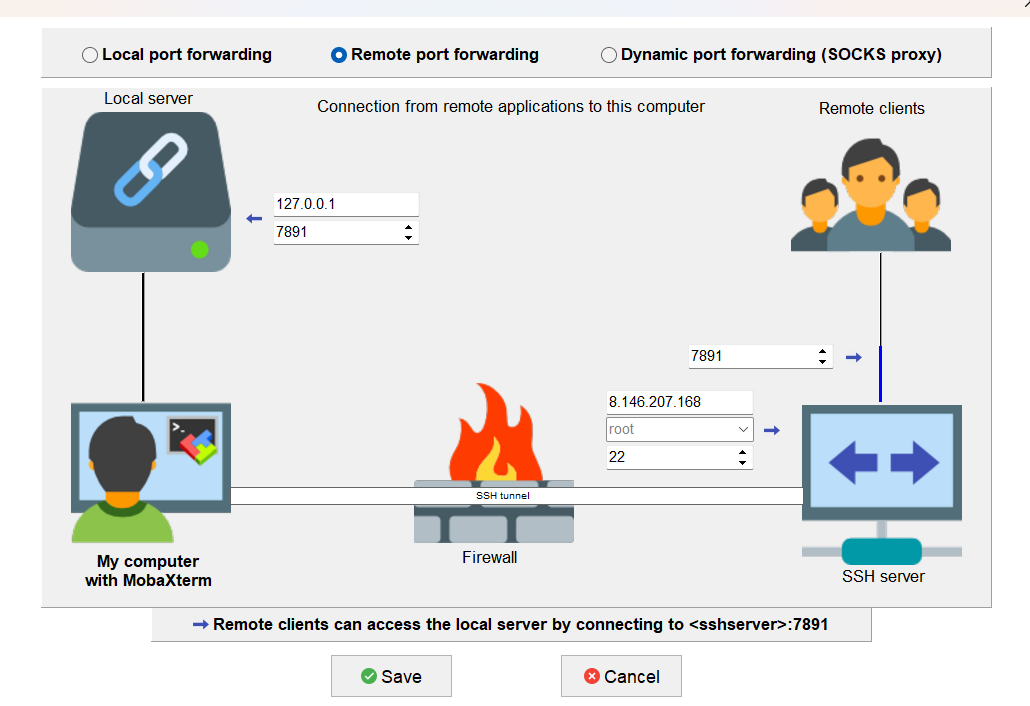 Local port forwarding
Remote port forwarding
Dynamic port forwarding (SOCKS proxy)
Local server
Connection from remote applications to this computer
Remote clients
127.0.0.1
7891
7891
8.146.207.168
root
22
>_
SSH tunnel
My computer
with MobaXterm
Firewall
SSH server
Remote clients can access the local server by connecting to <sshserver>:7891
Save
Cancel